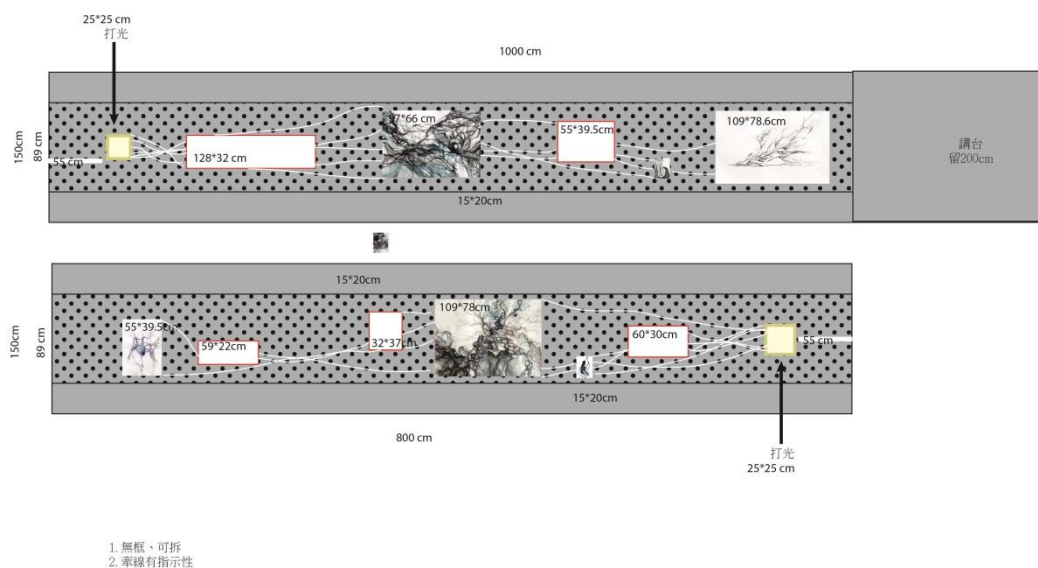 25*25 cm
打光
1000 cm
150cm
89 cm
55 cm
128*32 cm
7*66 cm
55*39.5cm
109*78.6cm
講台
留200cm
15*20cm
15*20cm
150cm
89 cm
55*39.5cm
59*22cm
32*37cm
109*78cm
60*30cm
55 cm
15*20cm
800 cm
打光
25*25 cm
1. 無框、可拆
2. 牽線有指示性